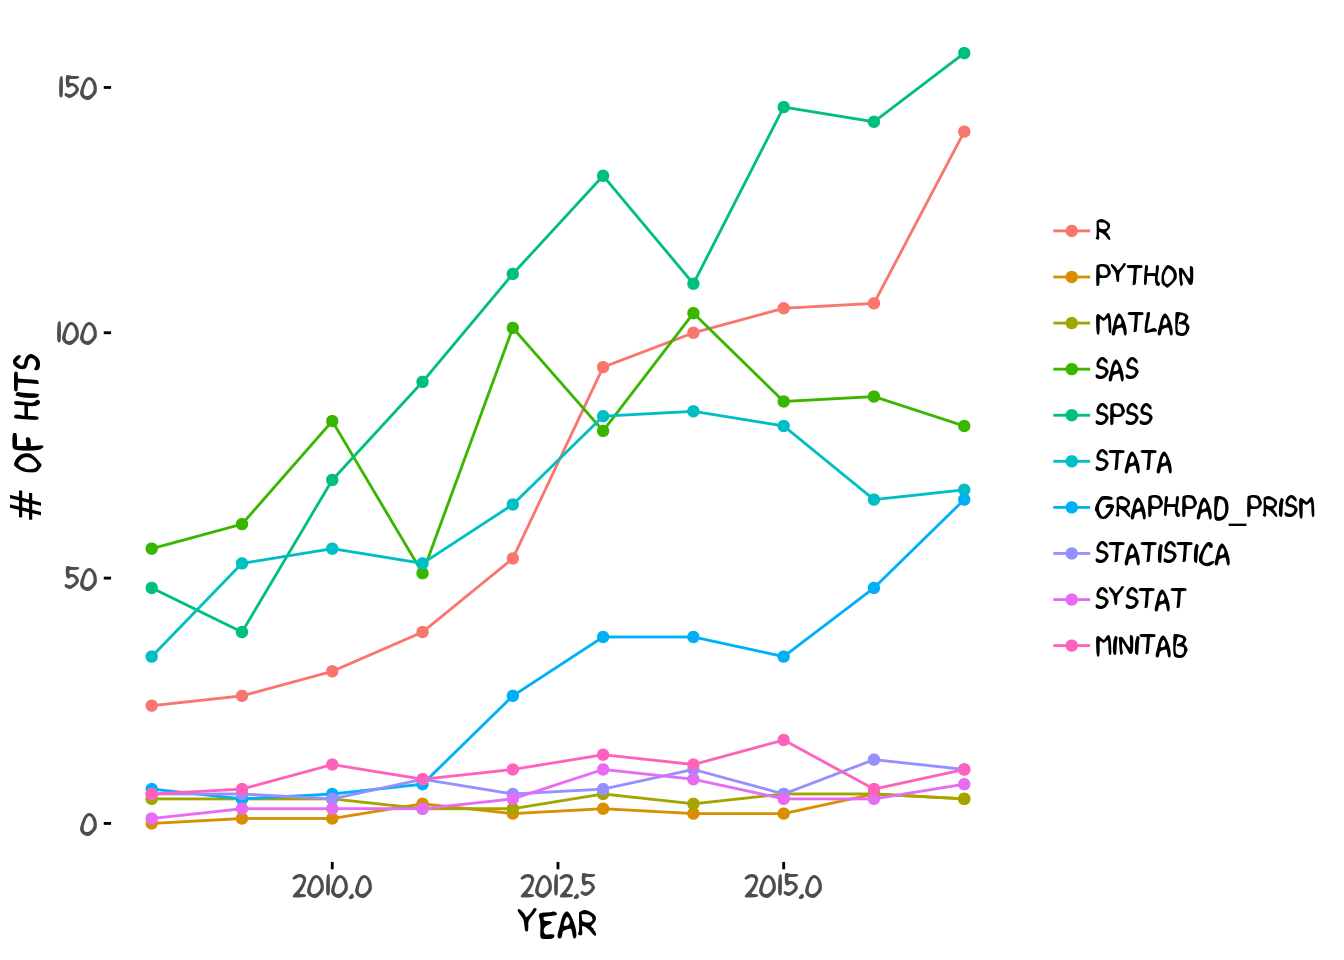 150
100
50
0
# OF HITS
2010.0
2012.5
2015.0
YEAR
R
PYTHON
MATLAB
SAS
SPSS
STATA
GRAPHPAD_PRISM
STATISTICA
SYSTAT
MINITAB